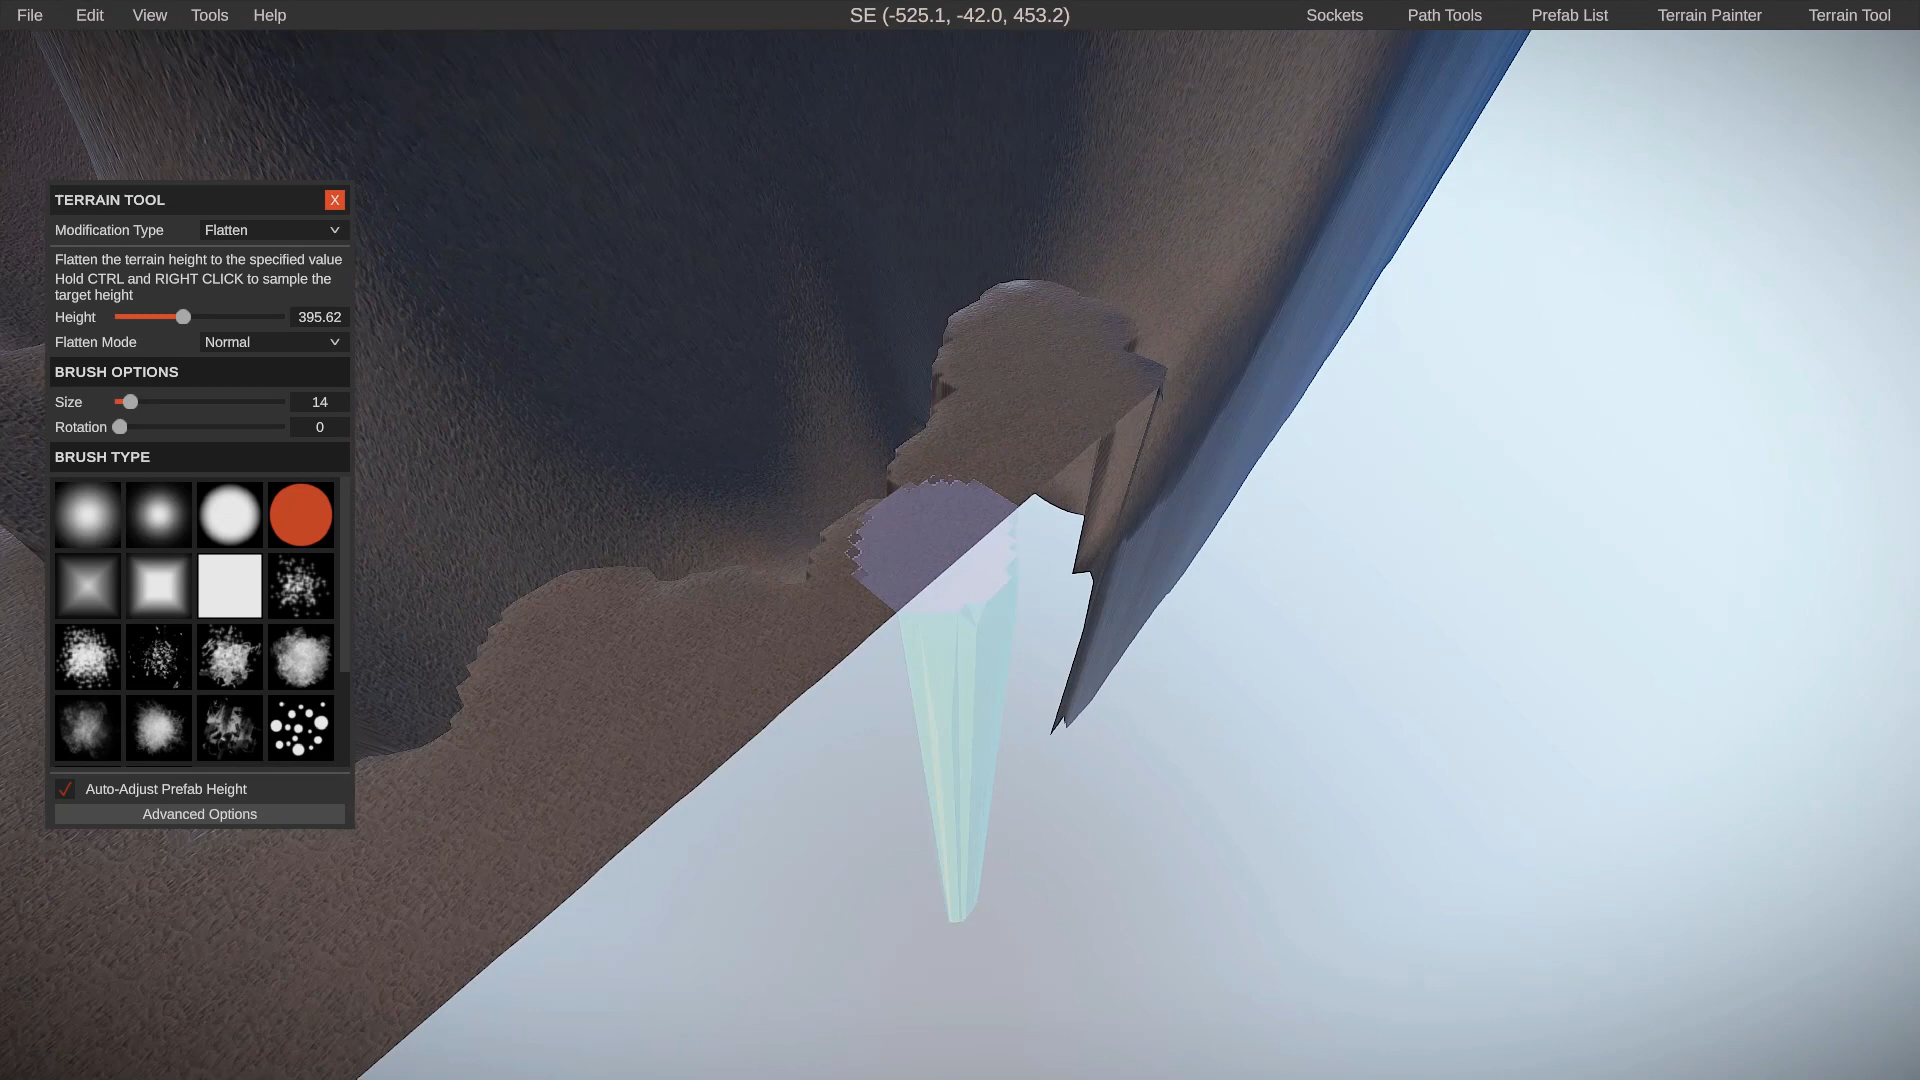 File Edit View Tools Help SE (-525.1, -42.0, 453.2) Sockets Path Tools Prefab List Terrain Painter Terrain Tool
TERRAIN TOOL X
Modification Type Flatten
Flatten the terrain height to the specified value
Hold CTRL and RIGHT CLICK to sample the
target height
Height 395.62
Flatten Mode Normal
BRUSH OPTIONS
Size 14
Rotation 0
BRUSH TYPE
Auto-Adjust Prefab Height
Advanced Options